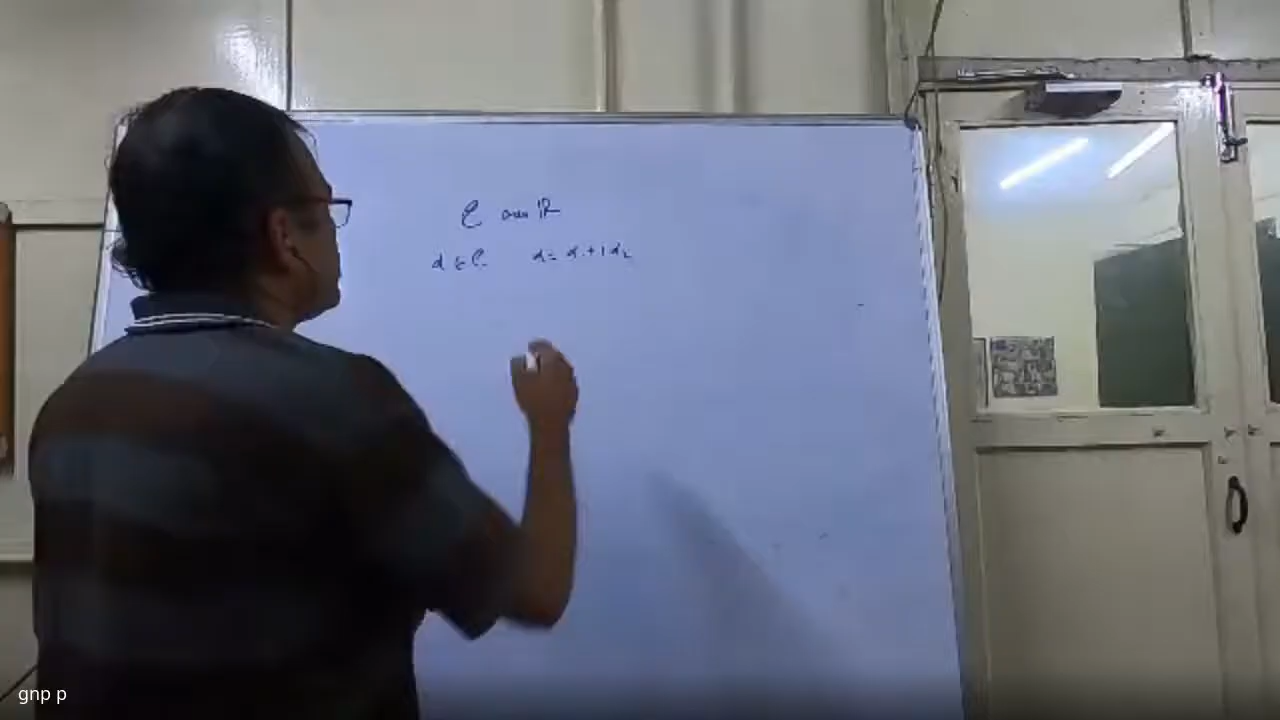 ℂ over ℝ
α ∈ ℂ α = α₁ + i α₂
gnp p